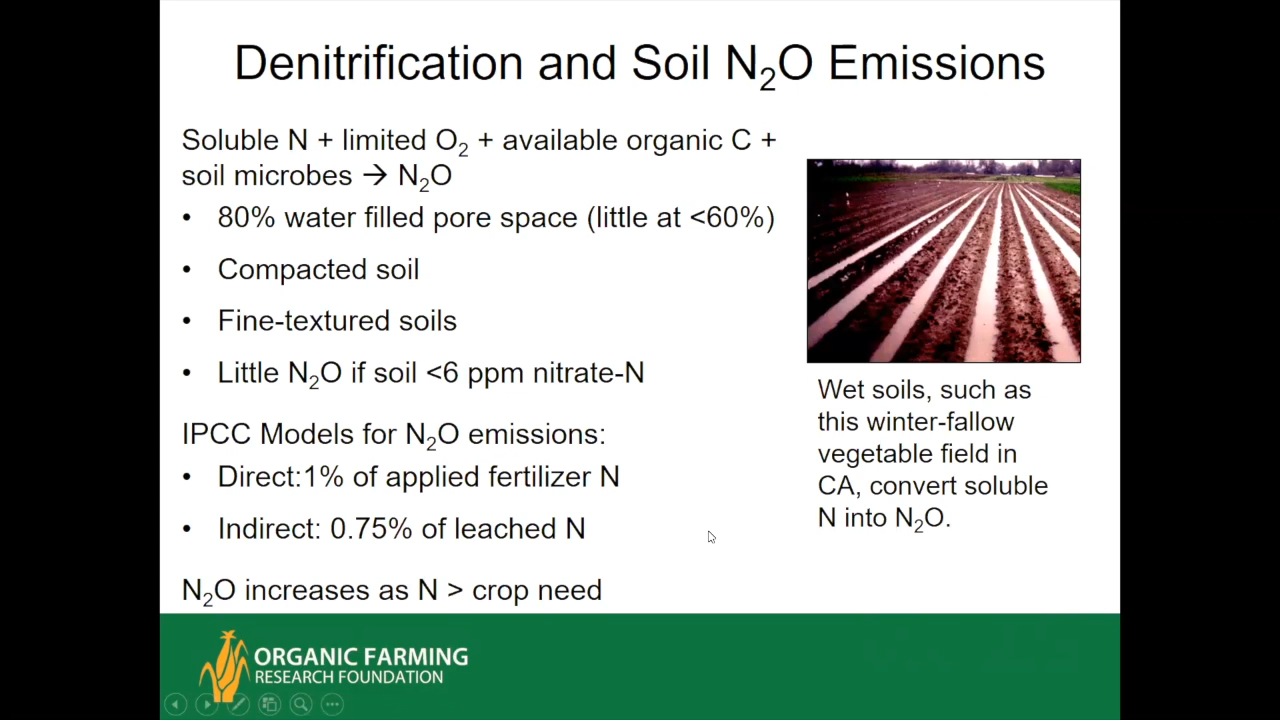 Denitrification and Soil N₂O Emissions
Soluble N + limited O₂ + available organic C +
soil microbes → N₂O
• 80% water filled pore space (little at <60%)
• Compacted soil
• Fine-textured soils
• Little N₂O if soil <6 ppm nitrate-N
IPCC Models for N₂O emissions:
• Direct:1% of applied fertilizer N
• Indirect: 0.75% of leached N
N₂O increases as N > crop need
Wet soils, such as
this winter-fallow
vegetable field in
CA, convert soluble
N into N₂O.
ORGANIC FARMING
RESEARCH FOUNDATION